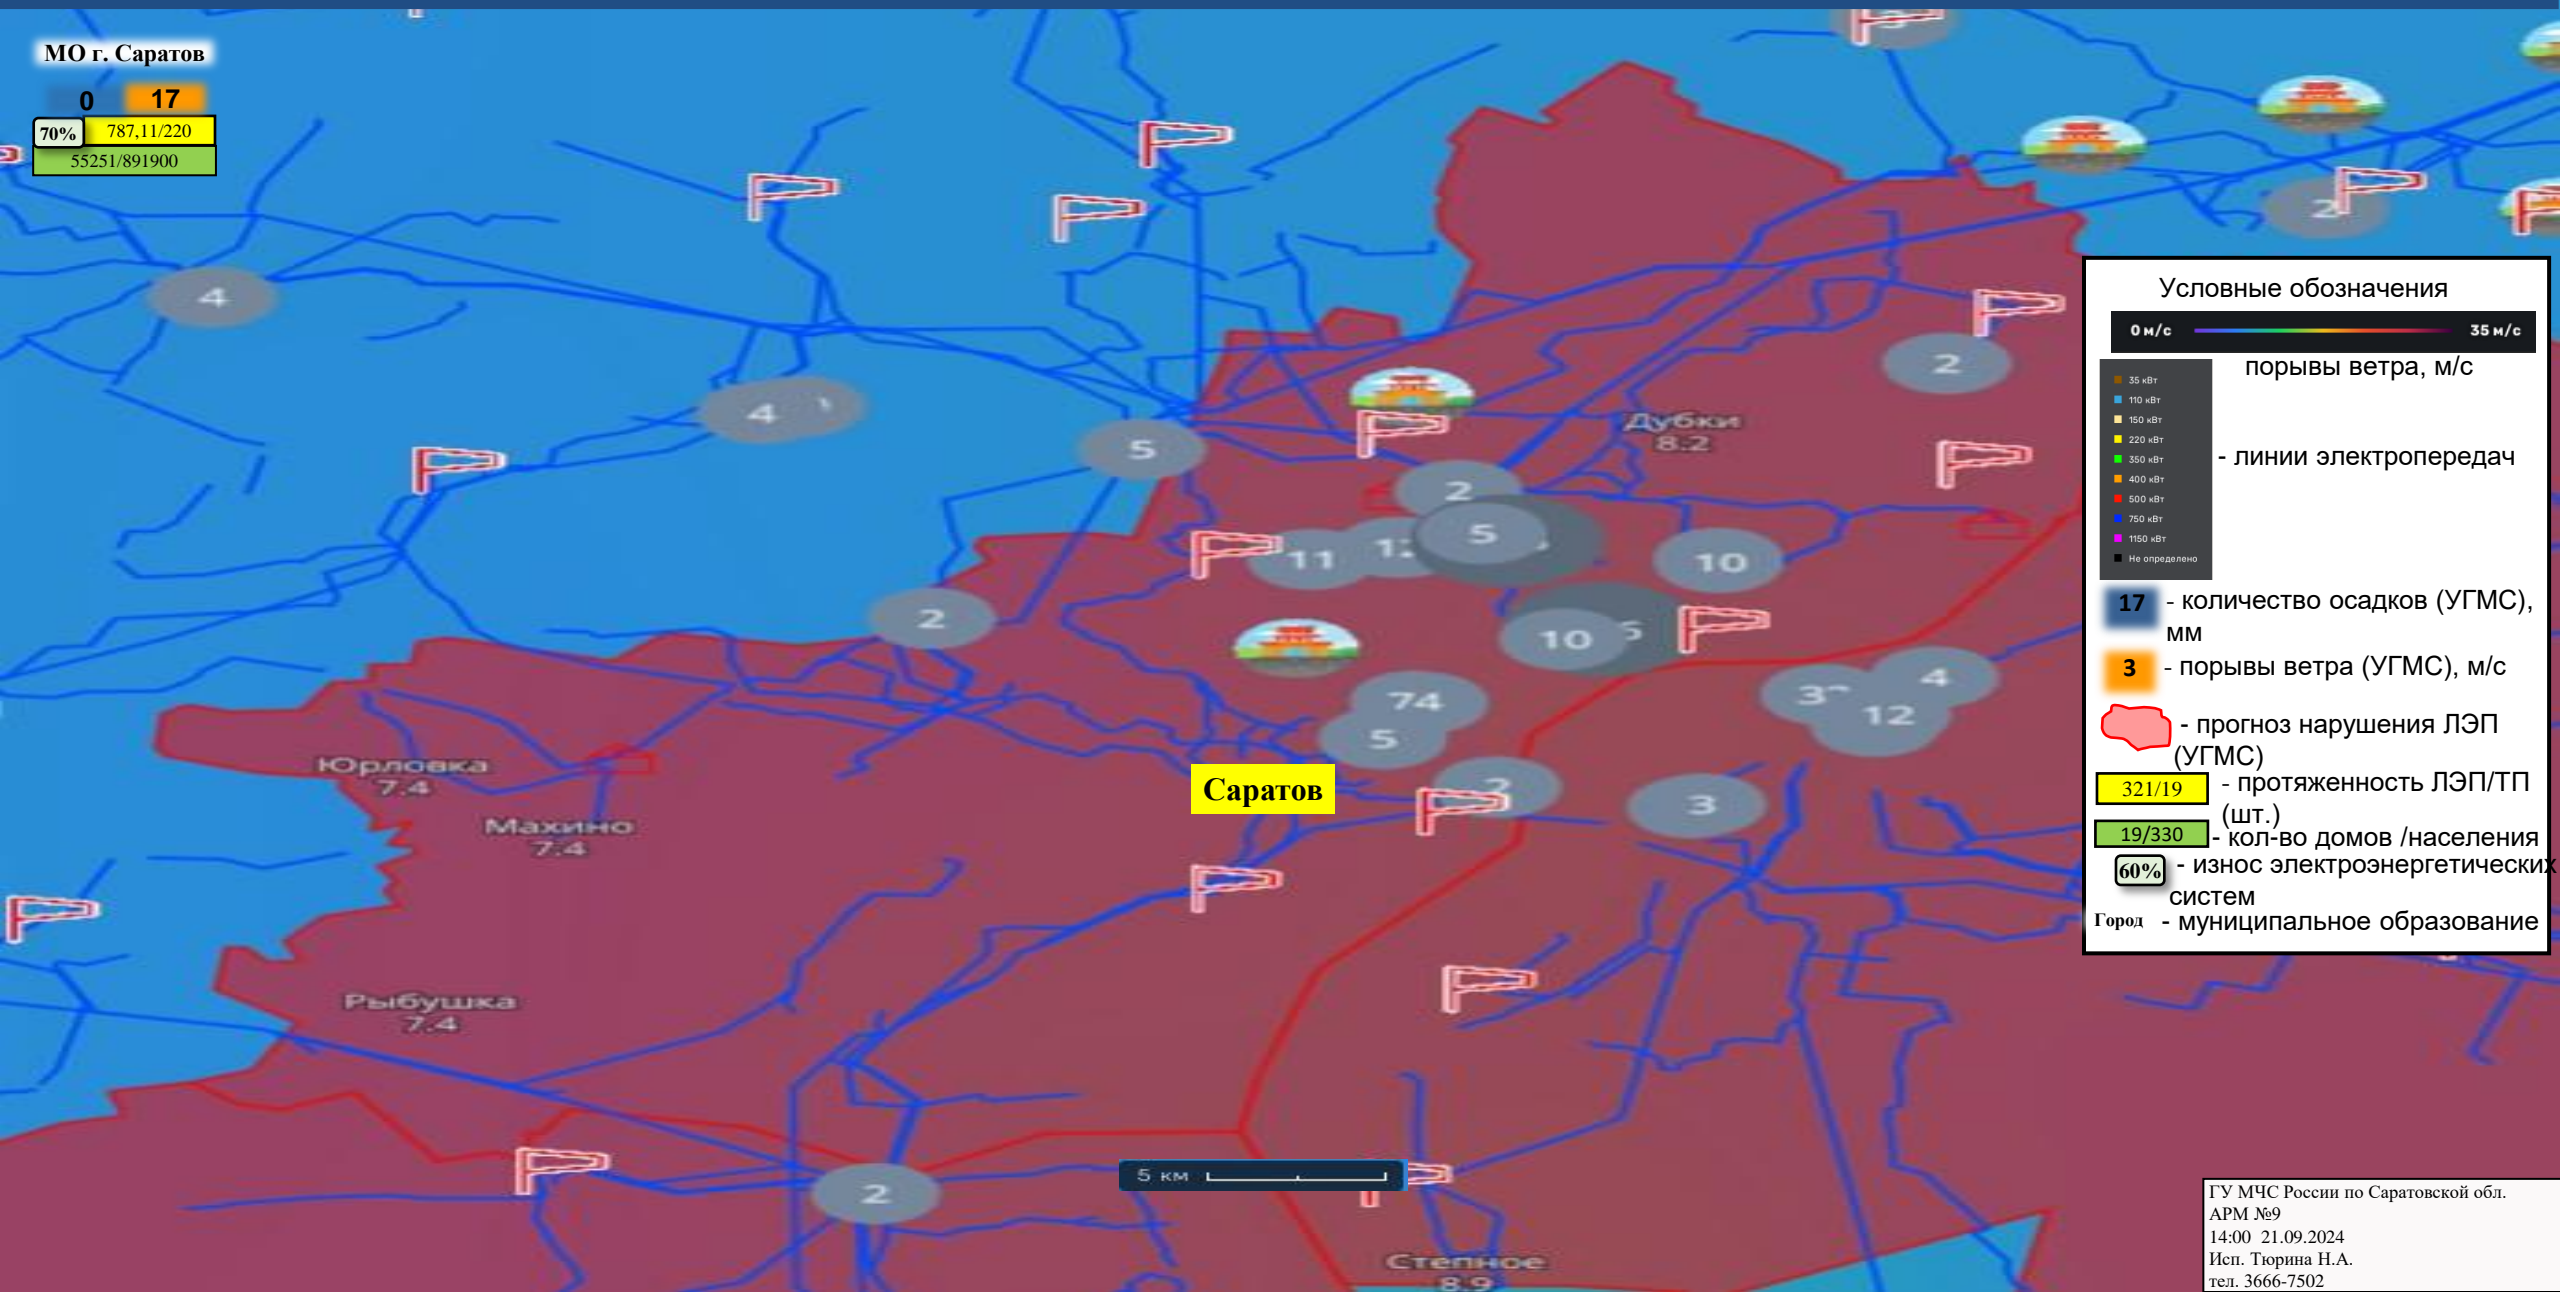 МО г. Саратов
0 17
70% 787,11/220
55251/891900
2
4
2
4
5
Дубки
8.2
2
5
11
10
2
10
74
4
12
5
2
3
Юрловка
7.4
Саратов
Махино
7.4
Рыбушка
7.4
5 км
2
Степное
8.9
Условные обозначения
0 м/с 35 м/с
порывы ветра, м/с
35 кВт
110 кВт
150 кВт
220 кВт
350 кВт
400 кВт
500 кВт
750 кВт
1150 кВт
Не определено
- линии электропередач
17 - количество осадков (УГМС),
мм
3 - порывы ветра (УГМС), м/с
- прогноз нарушения ЛЭП
(УГМС)
321/19 - протяженность ЛЭП/ТП
(шт.)
19/330 - кол-во домов /населения
60% - износ электроэнергетических
систем
Город - муниципальное образование
ГУ МЧС России по Саратовской обл.
АРМ №9
14:00 21.09.2024
Исп. Тюрина Н.А.
тел. 3666-7502